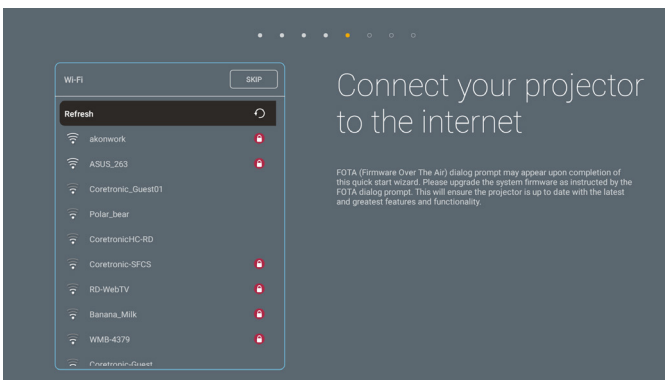 Wi-Fi
SKIP
Refresh
akonwork
ASUS_263
Coretronic_Guest01
Polar_bear
CoretronicHC-RD
Coretronic-SFCS
RD-WebTV
Banana_Milk
WMB-4379
Coretronic-Guest
Connect your projector
to the internet
FOTA (Firmware Over The Air) dialog prompt may appear upon completion of
this quick start wizard. Please upgrade the system firmware as instructed by the
FOTA dialog prompt. This will ensure the projector is up to date with the latest
and greatest features and functionality.